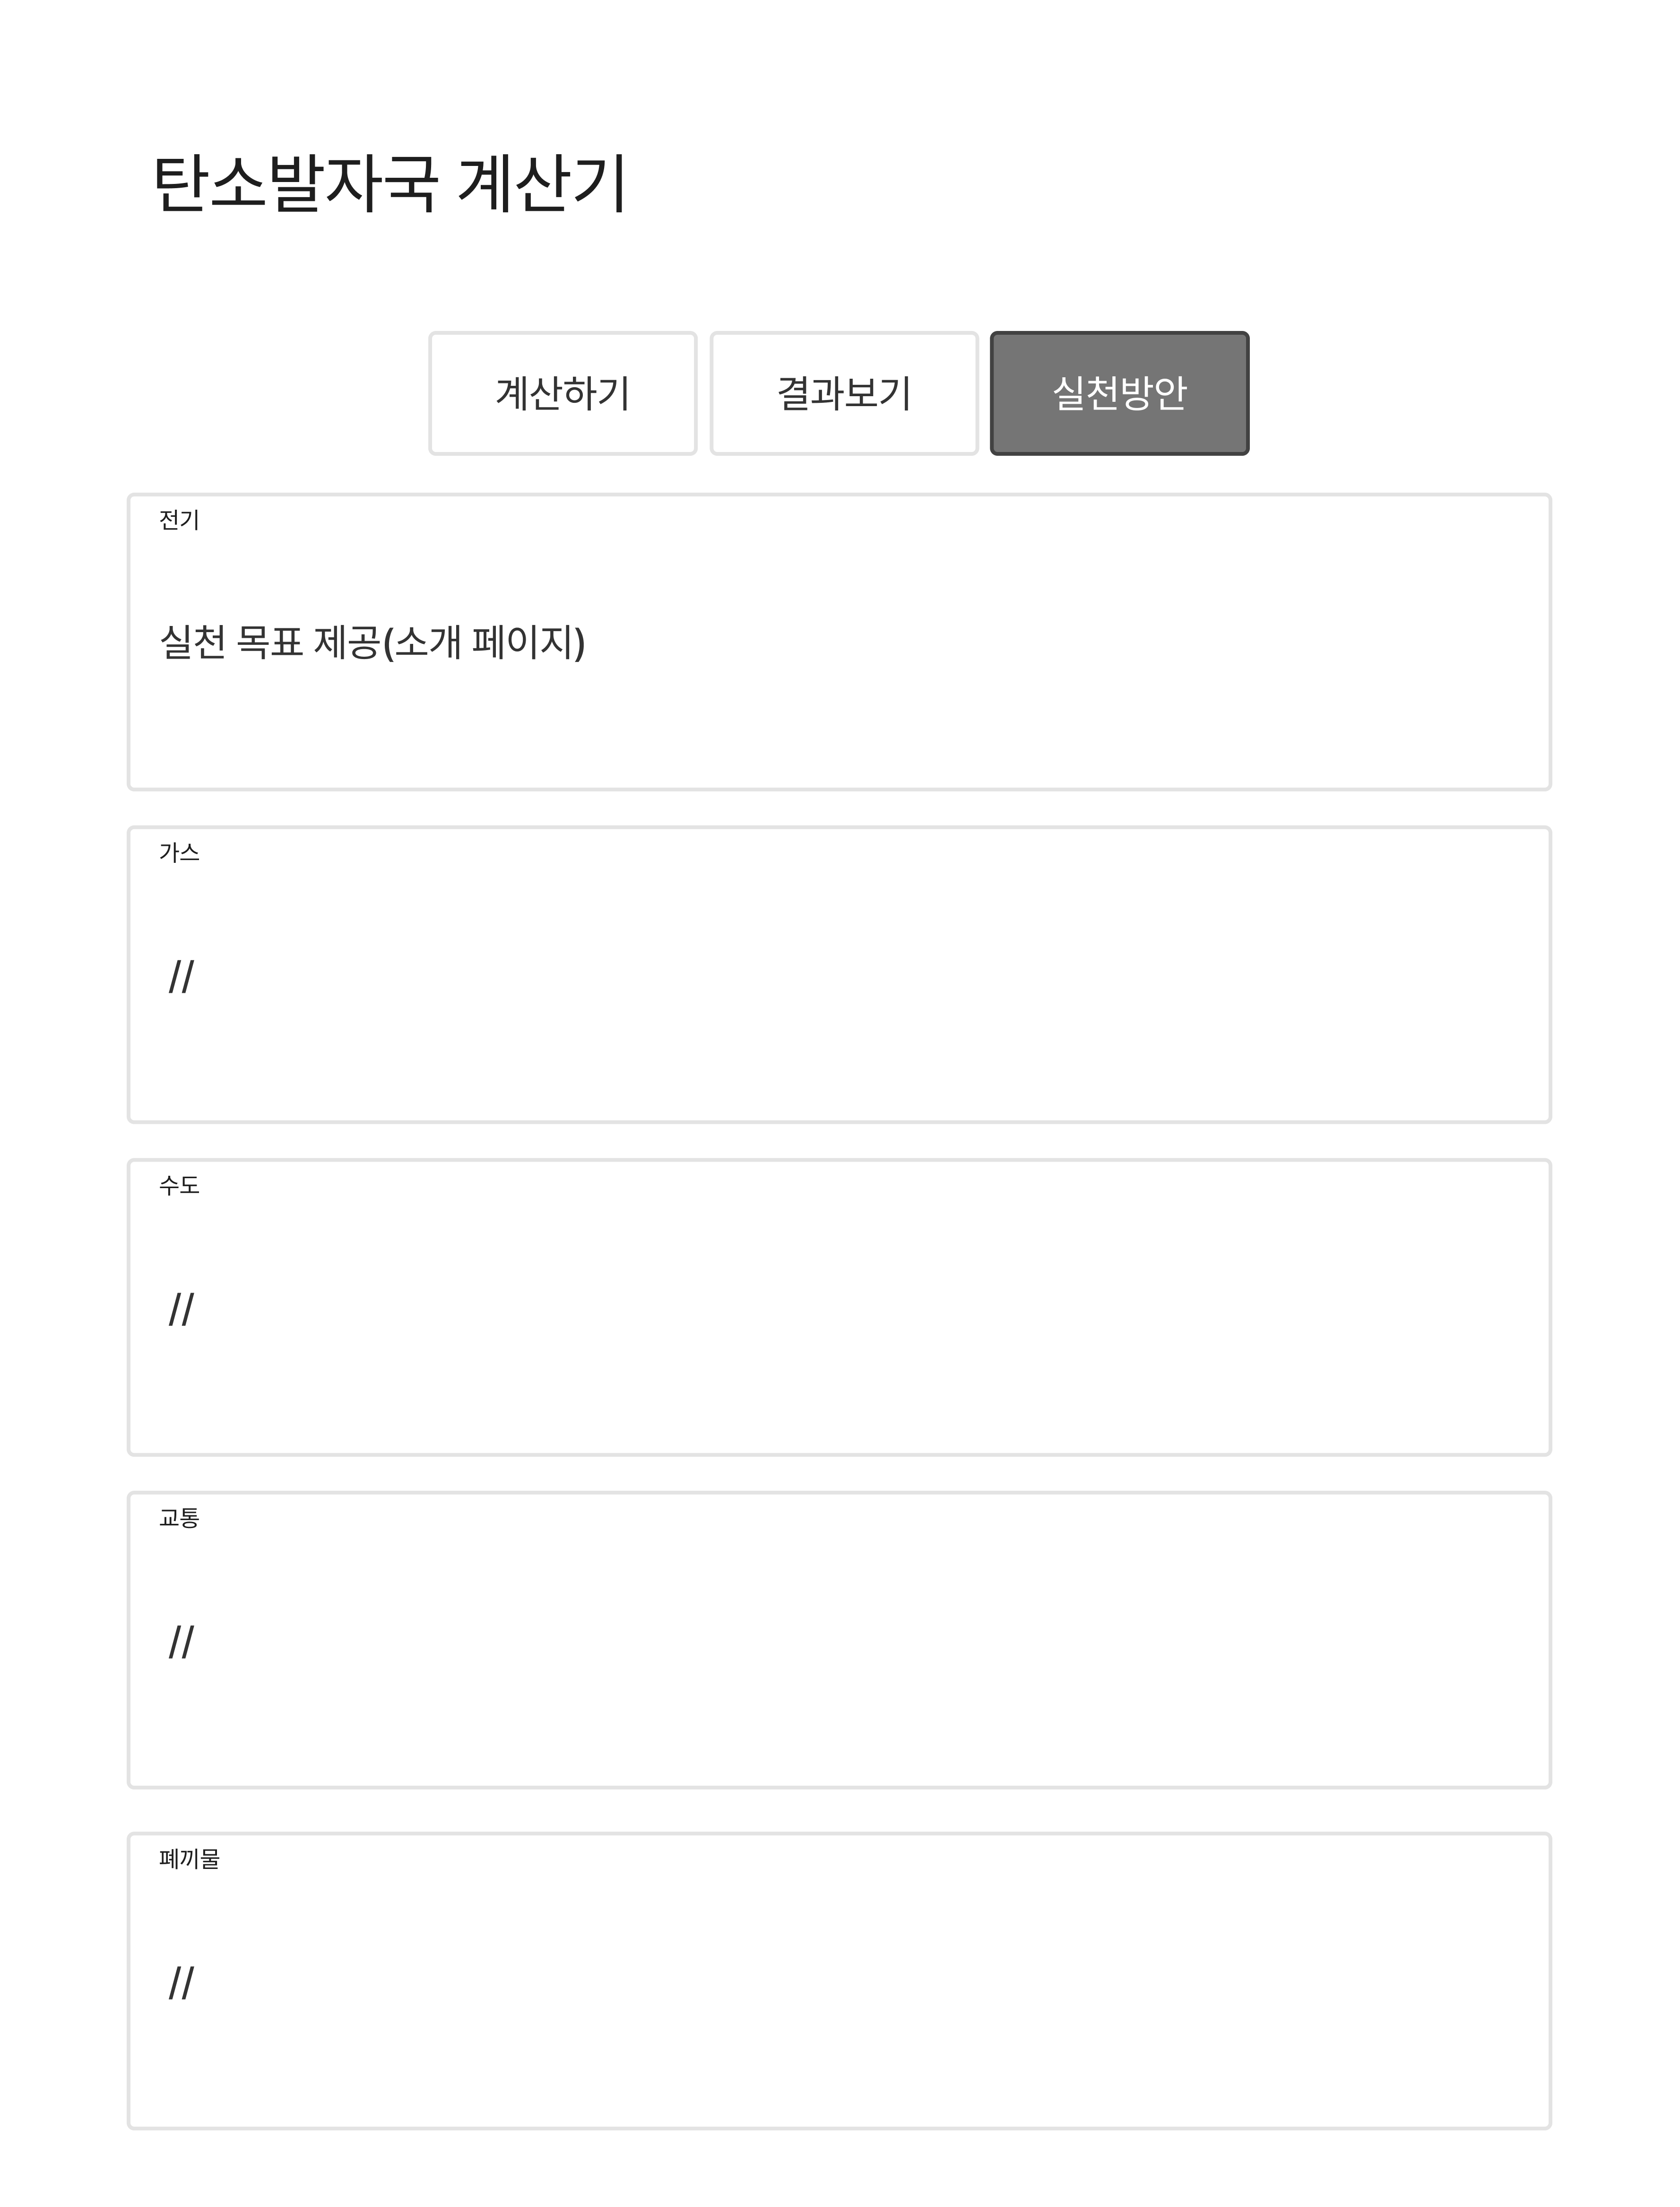 탄소발자국 계산기
계산하기 결과보기 실천방안
전기
실천 목표 제공(소개 페이지)
가스
//
수도
//
교통
//
폐끼물
//